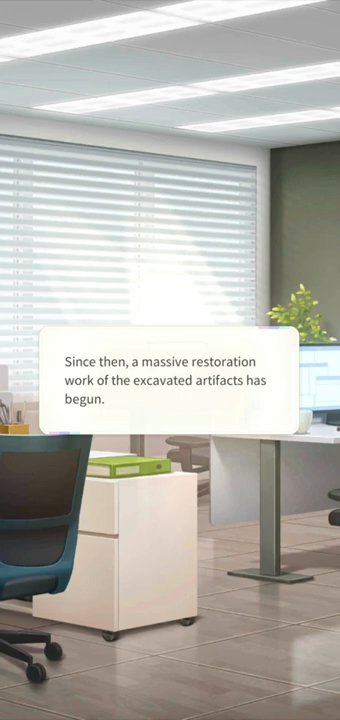 Since then, a massive restoration
work of the excavated artifacts has
begun.